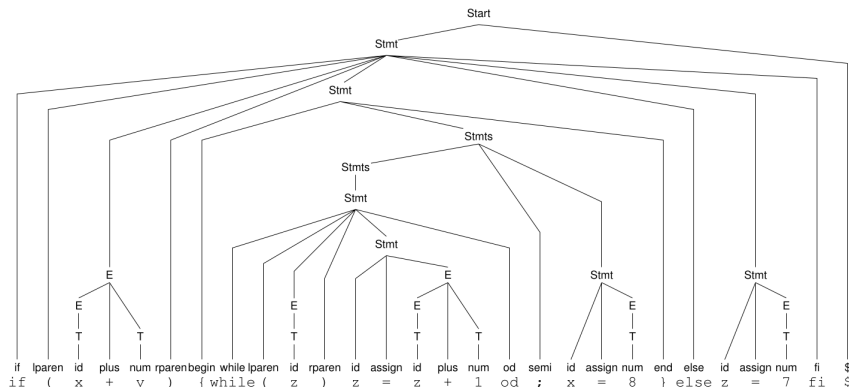 Start
Stmt
Stmt
Stmts
Stmts
Stmt
Stmt
E E Stmt Stmt
E E E E E
T T T T T T T
if lparen id plus num rparen begin while lparen id rparen id assign id plus num od semi id assign num end else id assign num fi $
if ( x + v ) { while ( z ) z = z + 1 od ; x = 8 } else z = 7 fi $